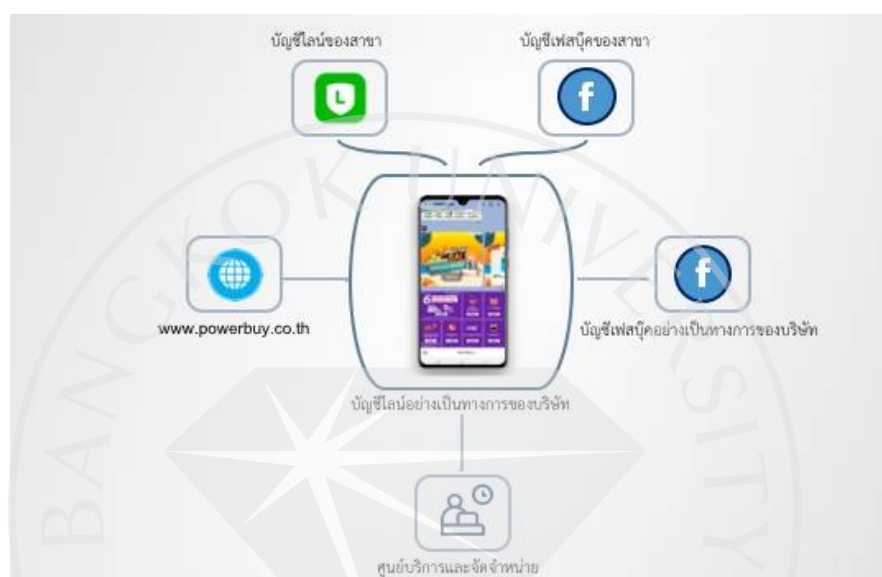 บัญชีไลน์ของสาขา
บัญชีเฟสบุ๊คของสาขา
L
f
f
www.powerbuy.co.th
บัญชีเฟสบุ๊คอย่างเป็นทางการของบริษัท
บัญชีไลน์อย่างเป็นทางการของบริษัท
ศูนย์บริการและจัดจำหน่าย
BANGKOK UNIVERSITY